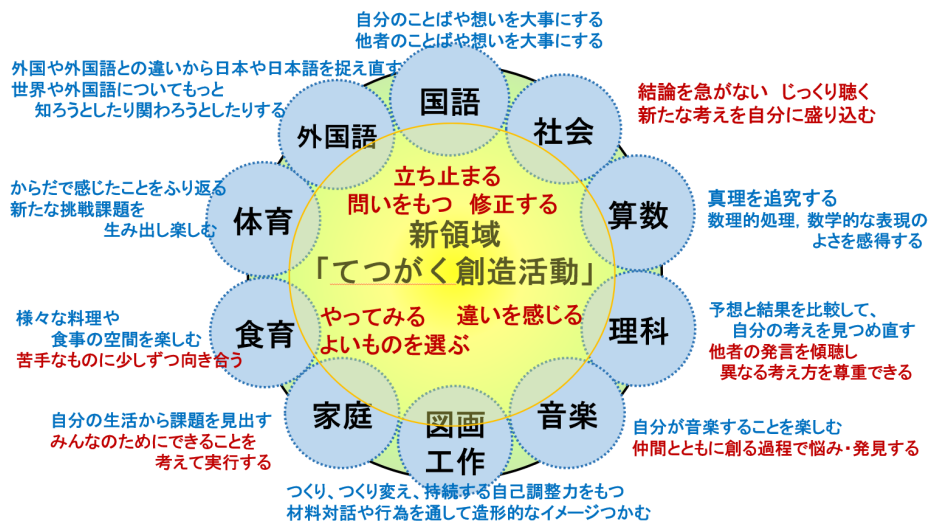 自分のことばや想いを大事にする
他者のことばや想いを大事にする
国語
外国や外国語との違いから日本や日本語を捉え直す
世界や外国語についてもっと
知ろうとしたり関わろうとしたりする
外国語
社会
結論を急がない じっくり聴く
新たな考えを自分に盛り込む
からだで感じたことをふり返る
新たな挑戦課題を
生み出し楽しむ
体育
算数
真理を追究する
数理的処理，数学的な表現の
よさを感得する
立ち止まる
問いをもつ 修正する
新領域
「てつがく創造活動」
やってみる 違いを感じる
よいものを選ぶ
様々な料理や
食事の空間を楽しむ
苦手なものに少しずつ向き合う
食育
理科
予想と結果を比較して、
自分の考えを見つめ直す
他者の発言を傾聴し
異なる考え方を尊重できる
自分の生活から課題を見出す
みんなのためにできることを
考えて実行する
家庭
図画
工作
音楽
自分が音楽することを楽しむ
仲間とともに創る過程で悩み・発見する
つくり、つくり変え、持続する自己調整力をもつ
材料対話や行為を通して造形的なイメージつかむ